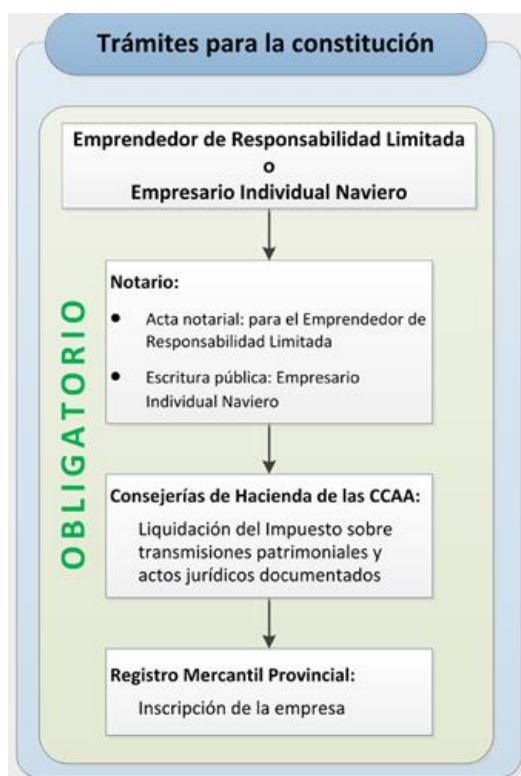 Trámites para la constitución
Emprendedor de Responsabilidad Limitada
o
Empresario Individual Naviero
OBLIGATORIO
Notario:
● Acta notarial: para el Emprendedor de
Responsabilidad Limitada
● Escritura pública: Empresario
Individual Naviero
Consejerías de Hacienda de las CCAA:
Liquidación del Impuesto sobre
transmisiones patrimoniales y
actos jurídicos documentados
Registro Mercantil Provincial:
Inscripción de la empresa